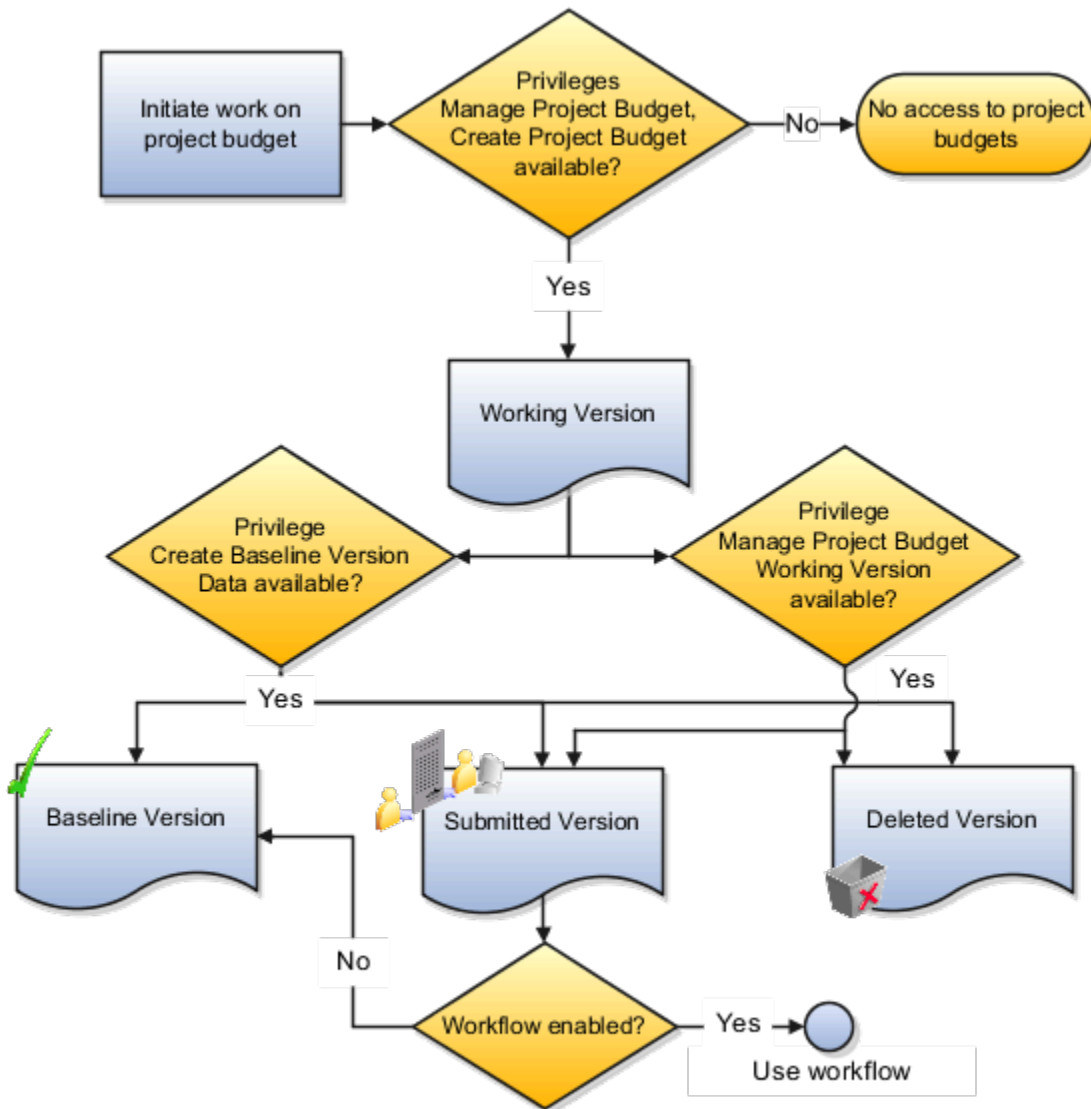 Initiate work on
project budget
Privileges
Manage Project Budget,
Create Project Budget
available?
No
No access to project
budgets
Yes
Working Version
Privilege
Create Baseline Version
Data available?
Privilege
Manage Project Budget
Working Version
available?
Yes
Yes
Baseline Version
Submitted Version
Deleted Version
No
Workflow enabled?
Yes
Use workflow